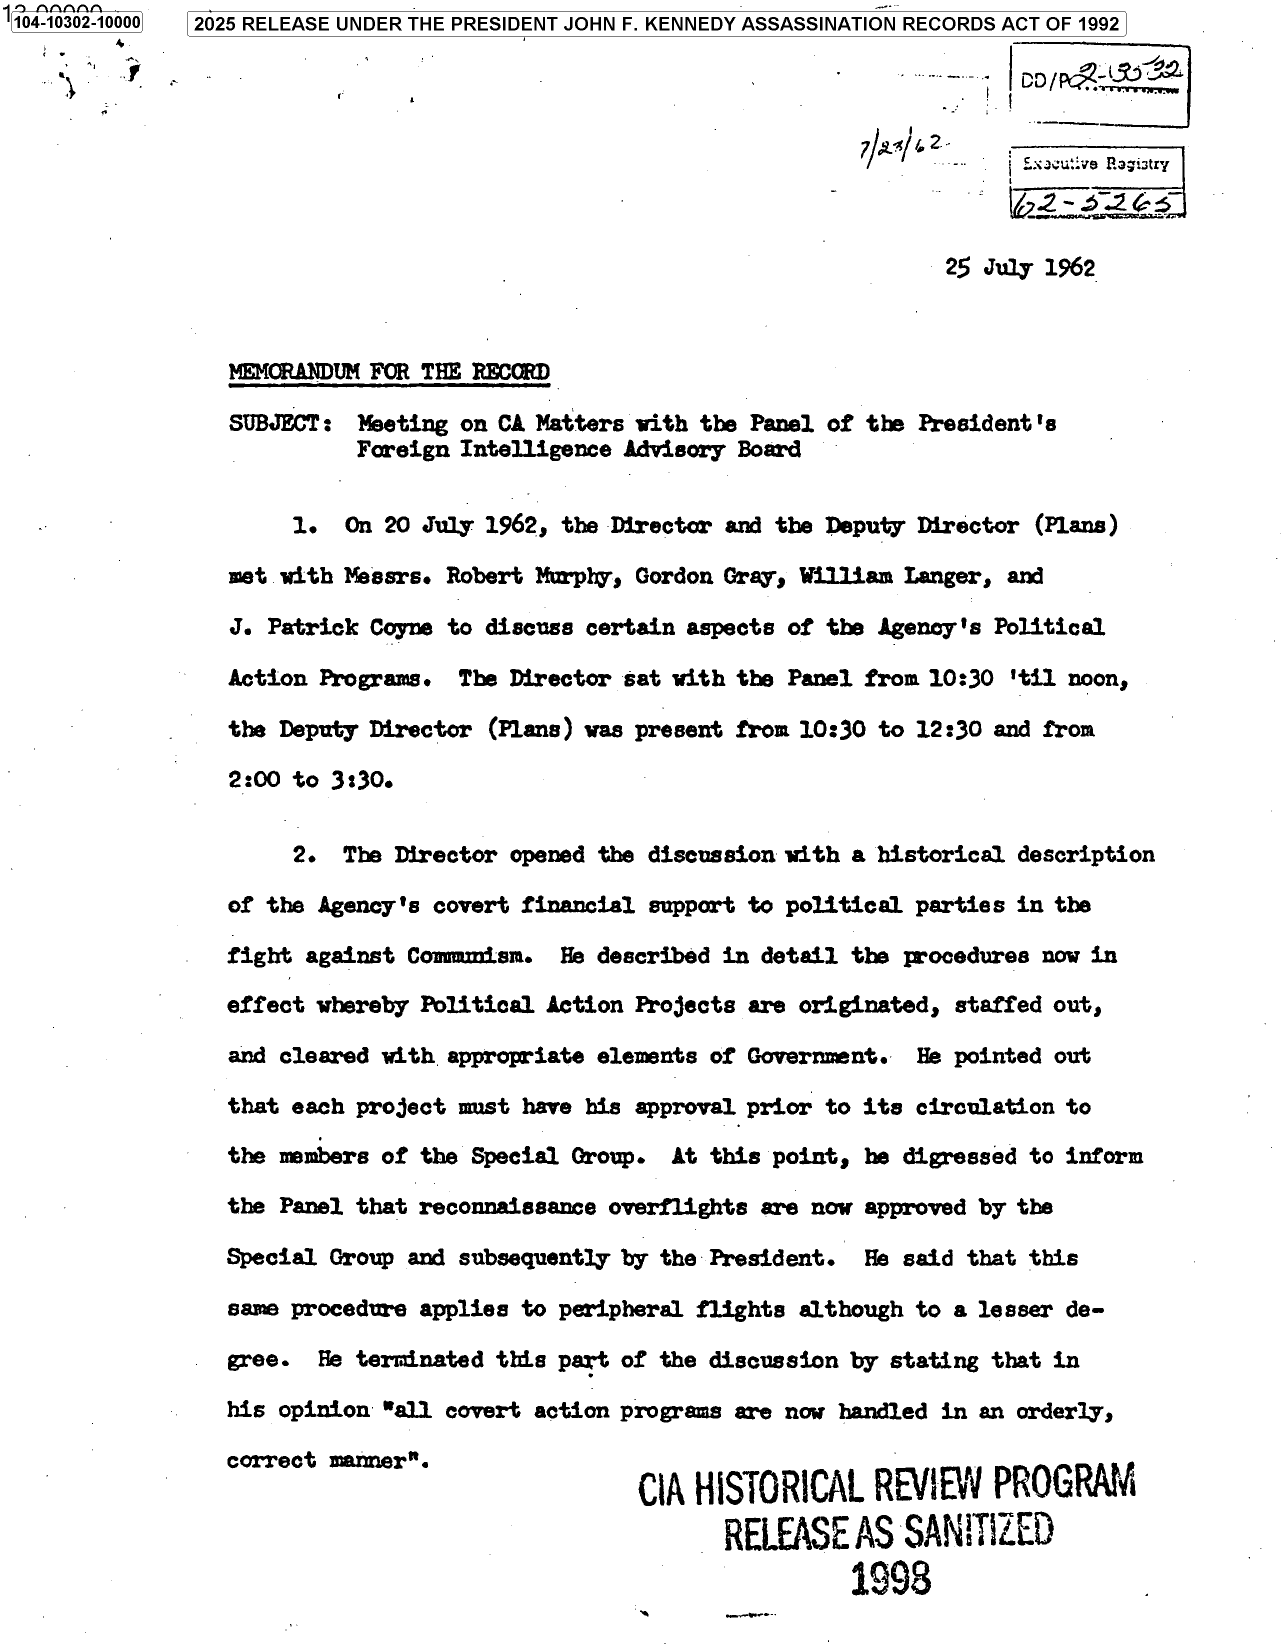 104-10302-10000
2025 RELEASE UNDER THE PRESIDENT JOHN F. KENNEDY ASSASSINATION RECORDS ACT OF 1992
DD/P 2-1532
7/23/62
Executive Registry
62-5265
25 July 1962
MEMORANDUM FOR THE RECORD
SUBJECT: Meeting on CA Matters with the Panel of the President's
Foreign Intelligence Advisory Board
1. On 20 July 1962, the Director and the Deputy Director (Plans)
met with Messrs. Robert Murphy, Gordon Gray, William Langer, and
J. Patrick Coyne to discuss certain aspects of the Agency's Political
Action Programs. The Director sat with the Panel from 10:30 'til noon,
the Deputy Director (Plans) was present from 10:30 to 12:30 and from
2:00 to 3:30.
2. The Director opened the discussion with a historical description
of the Agency's covert financial support to political parties in the
fight against Communism. He described in detail the procedures now in
effect whereby Political Action Projects are originated, staffed out,
and cleared with appropriate elements of Government. He pointed out
that each project must have his approval prior to its circulation to
the members of the Special Group. At this point, he digressed to inform
the Panel that reconnaissance overflights are now approved by the
Special Group and subsequently by the President. He said that this
same procedure applies to peripheral flights although to a lesser de-
gree. He terminated this part of the discussion by stating that in
his opinion "all covert action programs are now handled in an orderly,
correct manner".
CIA HISTORICAL REVIEW PROGRAM
RELEASE AS SANITIZED
1998